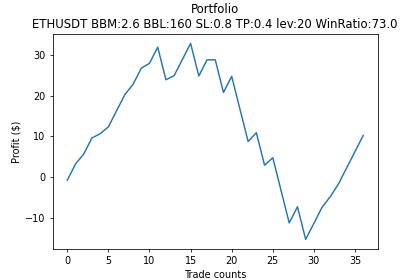 Portfolio
ETHUSDT BBM:2.6 BBL:160 SL:0.8 TP:0.4 lev:20 WinRatio:73.0
30
20
10
0
−10
Profit ($)
0 5 10 15 20 25 30 35
Trade counts